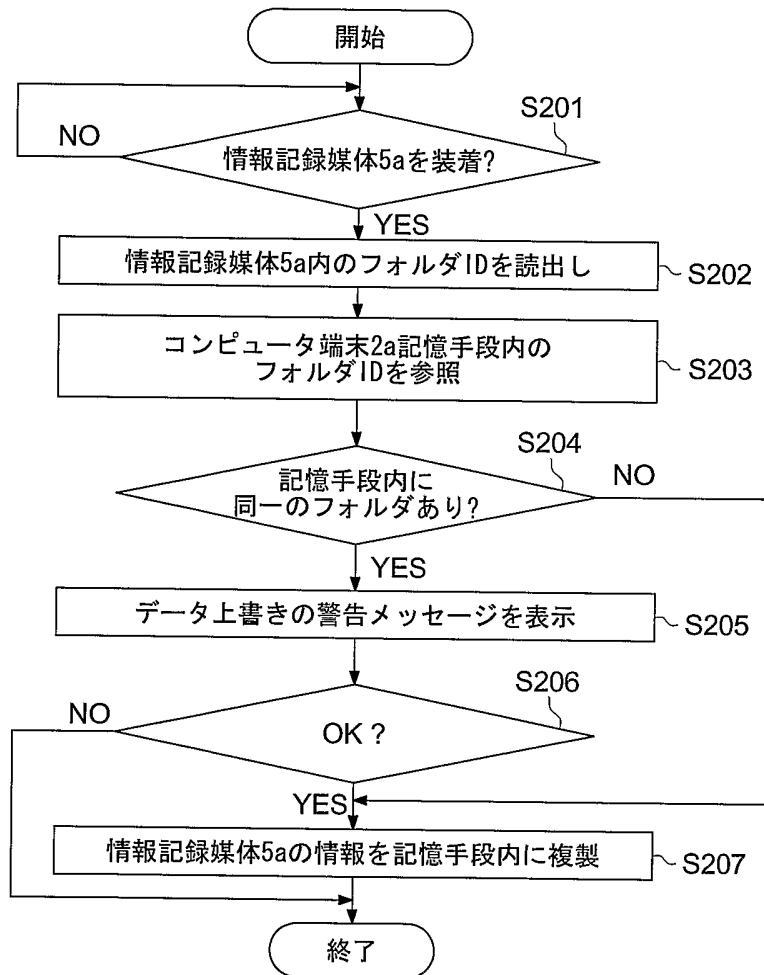 開始
S201
NO
情報記録媒体5aを装着?
YES
情報記録媒体5a内のフォルダIDを読出し
S202
コンピュータ端末2a記憶手段内の
フォルダIDを参照
S203
S204
NO
記憶手段内に
同一のフォルダあり?
YES
データ上書きの警告メッセージを表示
S205
S206
NO
OK?
YES
情報記録媒体5aの情報を記憶手段内に複製
S207
終了